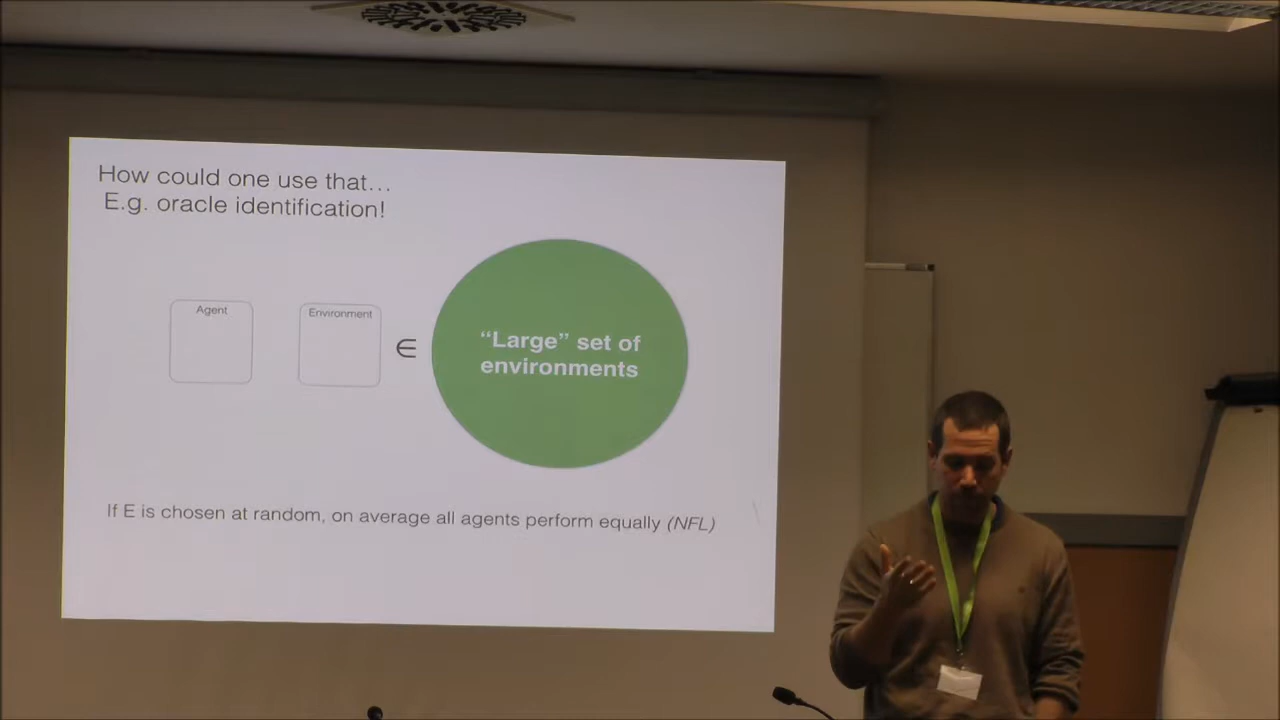 How could one use that…
E.g. oracle identification!
Agent
Environment
∈
“Large” set of
environments
If E is chosen at random, on average all agents perform equally (NFL)